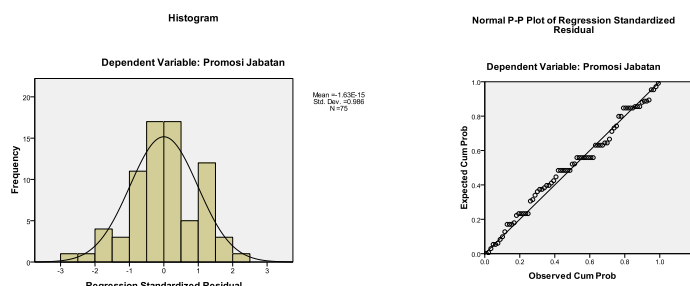 Histogram
Dependent Variable: Promosi Jabatan
Mean =-1.63E-15
Std. Dev. =0.986
N =75
Frequency
20
15
10
5
0
-3 -2 -1 0 1 2 3
Regression Standardized Residual
Normal P-P Plot of Regression Standardized
Residual
Dependent Variable: Promosi Jabatan
Expected Cum Prob
1.0
0.8
0.6
0.4
0.2
0.0
0.0 0.2 0.4 0.6 0.8 1.0
Observed Cum Prob